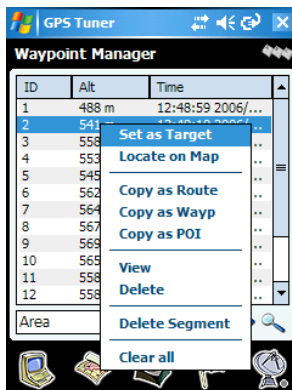 GPS Tuner
Waypoint Manager
ID Alt Time
1 488 m 12:48:59 2006/...
2 541
3 558
4 553
5 545
6 562
7 564
8 567
9 569
10 565
11 558
12 558
Set as Target
Locate on Map
Copy as Route
Copy as Wayp
Copy as POI
View
Delete
Delete Segment
Clear all
Area